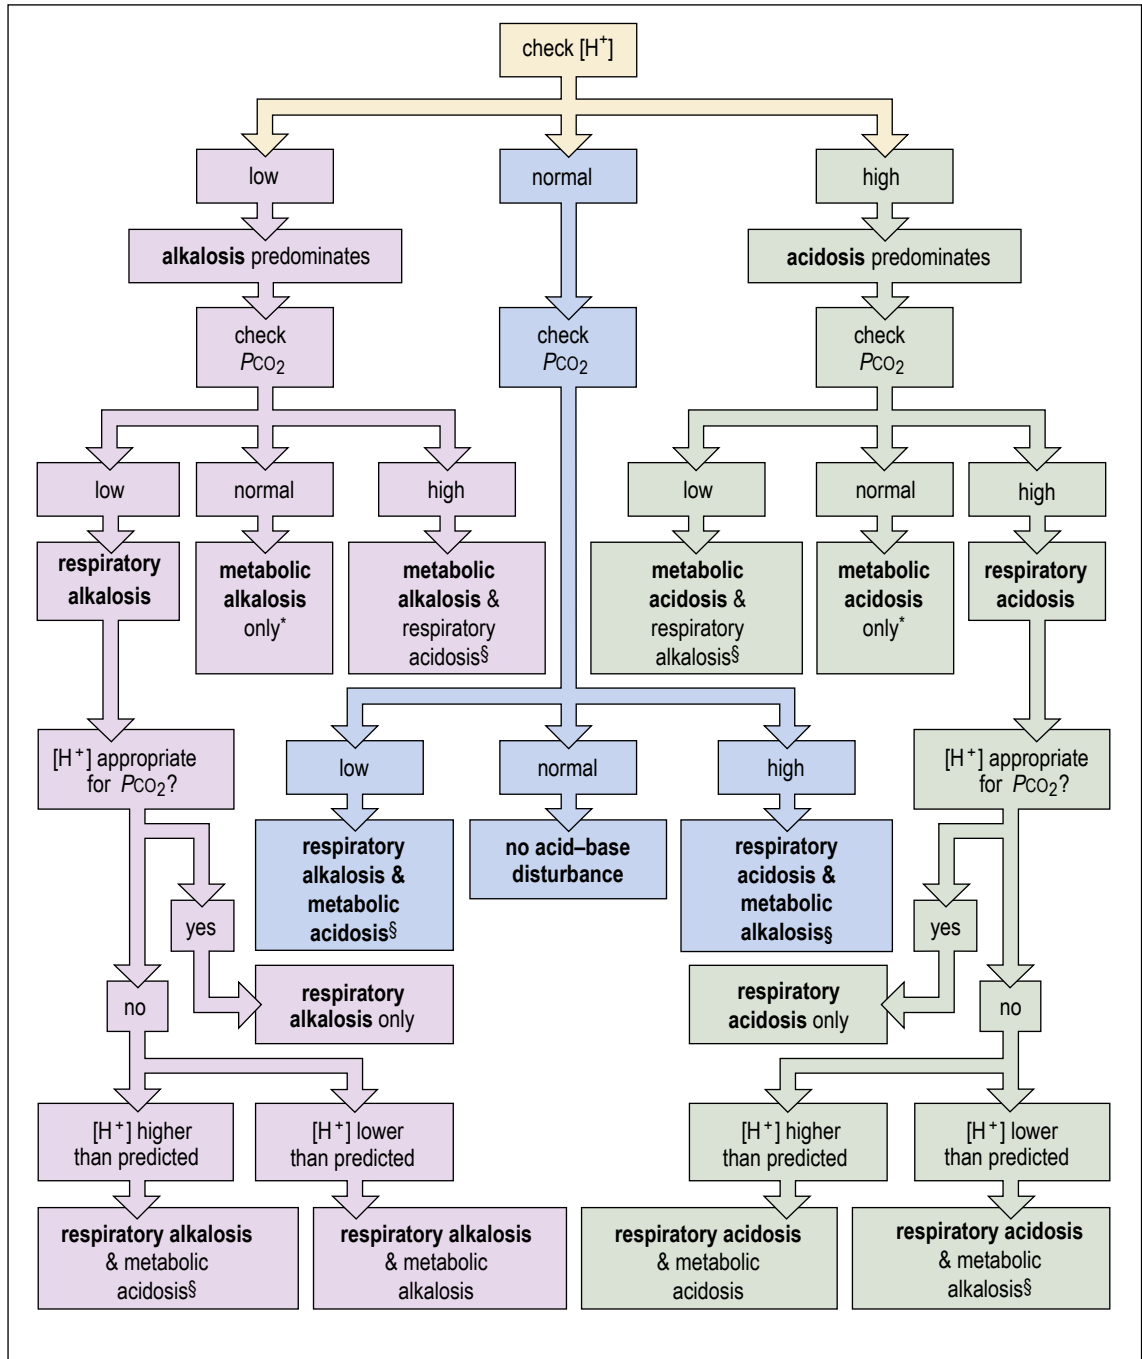 check [H⁺]
low
normal
high
alkalosis predominates
acidosis predominates
check
PCO₂
check
PCO₂
check
PCO₂
low
normal
high
low
normal
high
respiratory
alkalosis
metabolic
alkalosis
only*
metabolic
alkalosis &
respiratory
acidosis§
metabolic
acidosis &
respiratory
alkalosis§
metabolic
acidosis
only*
respiratory
acidosis
[H⁺] appropriate
for PCO₂?
low
normal
high
[H⁺] appropriate
for PCO₂?
respiratory
alkalosis &
metabolic
acidosis§
no acid–base
disturbance
respiratory
acidosis &
metabolic
alkalosis§
yes
yes
no
respiratory
alkalosis only
respiratory
acidosis only
no
[H⁺] higher
than predicted
[H⁺] lower
than predicted
[H⁺] higher
than predicted
[H⁺] lower
than predicted
respiratory alkalosis
& metabolic
acidosis§
respiratory alkalosis
& metabolic
alkalosis
respiratory acidosis
& metabolic
acidosis
respiratory acidosis
& metabolic
alkalosis§